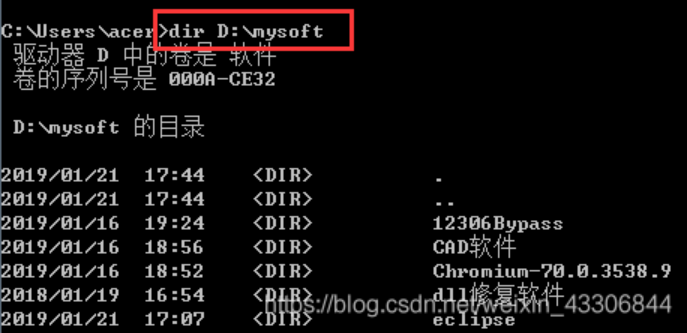 C:\Users\acer>dir D:\mysoft
驱动器 D 中的卷是 软件
卷的序列号是 000A-CE32
D:\mysoft 的目录
2019/01/21  17:44    <DIR>          .
2019/01/21  17:44    <DIR>          ..
2019/01/16  19:24    <DIR>          12306Bypass
2019/01/16  18:56    <DIR>          CAD软件
2019/01/16  18:52    <DIR>          Chromium-70.0.3538.9
2018/01/19  16:54    <DIR>          dll修复软件
https://blog.csdn.net/weixin_43306844
2019/01/21  17:07    <DIR>          eclipse